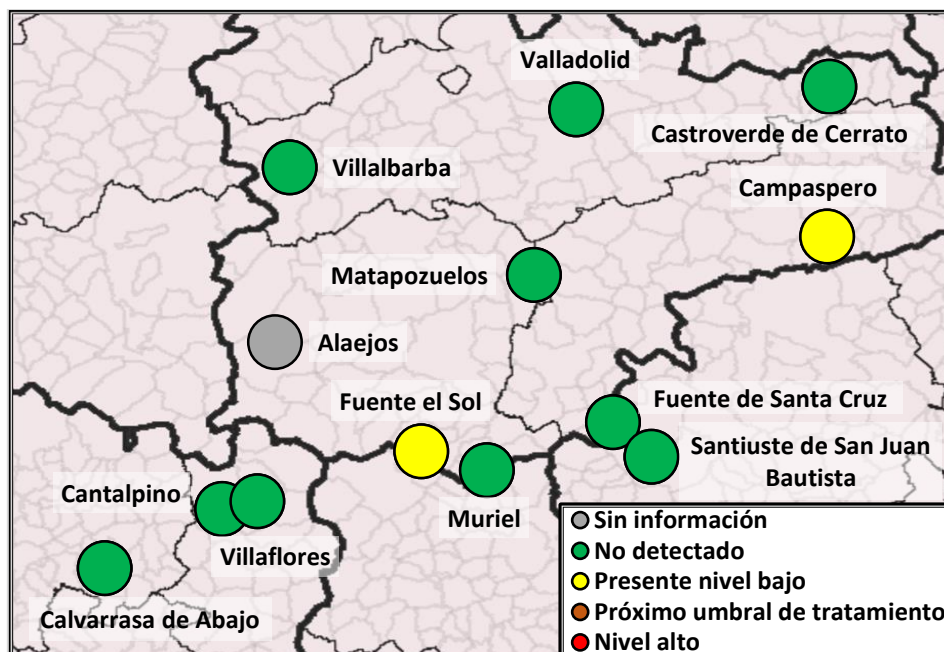 Valladolid
Castroverde de Cerrato
Villalbarba
Campaspero
Matapozuelos
Alaejos
Fuente el Sol
Fuente de Santa Cruz
Santiuste de San Juan
Bautista
Cantalpino
Muriel
Villaflores
Calvarrasa de Abajo
Sin información
No detectado
Presente nivel bajo
Próximo umbral de tratamiento
Nivel alto